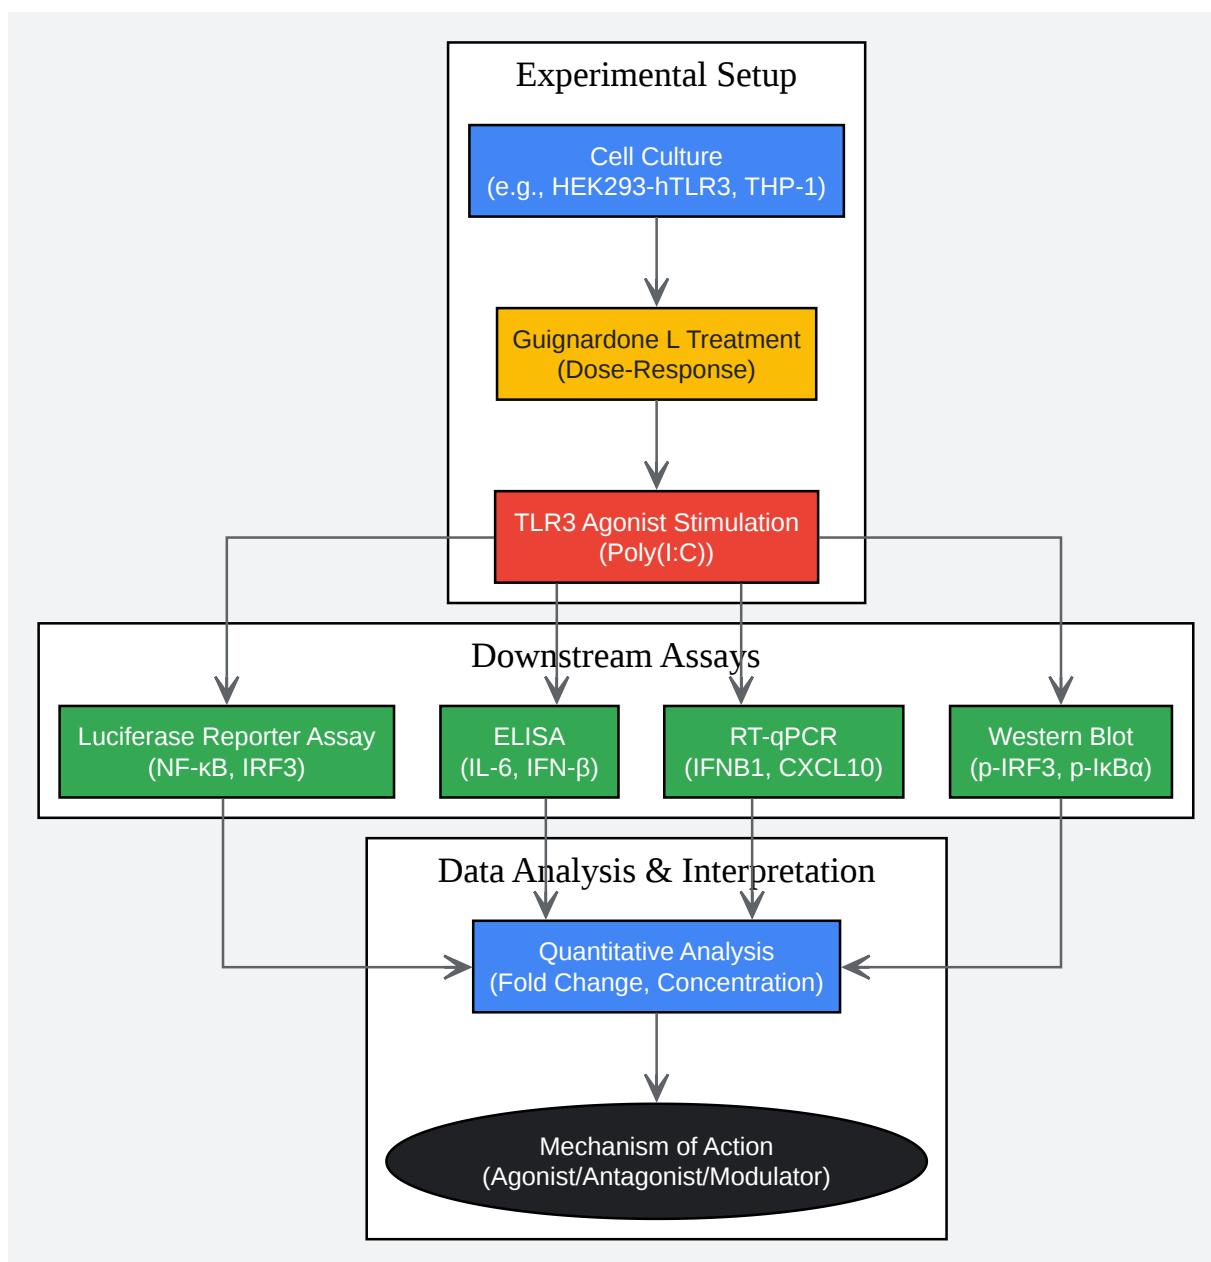 Experimental Setup
Cell Culture
(e.g., HEK293-hTLR3, THP-1)
Guignardone L Treatment
(Dose-Response)
TLR3 Agonist Stimulation
(Poly(I:C))
Downstream Assays
Luciferase Reporter Assay
(NF-κB, IRF3)
ELISA
(IL-6, IFN-β)
RT-qPCR
(IFNB1, CXCL10)
Western Blot
(p-IRF3, p-IκBα)
Data Analysis & Interpretation
Quantitative Analysis
(Fold Change, Concentration)
Mechanism of Action
(Agonist/Antagonist/Modulator)